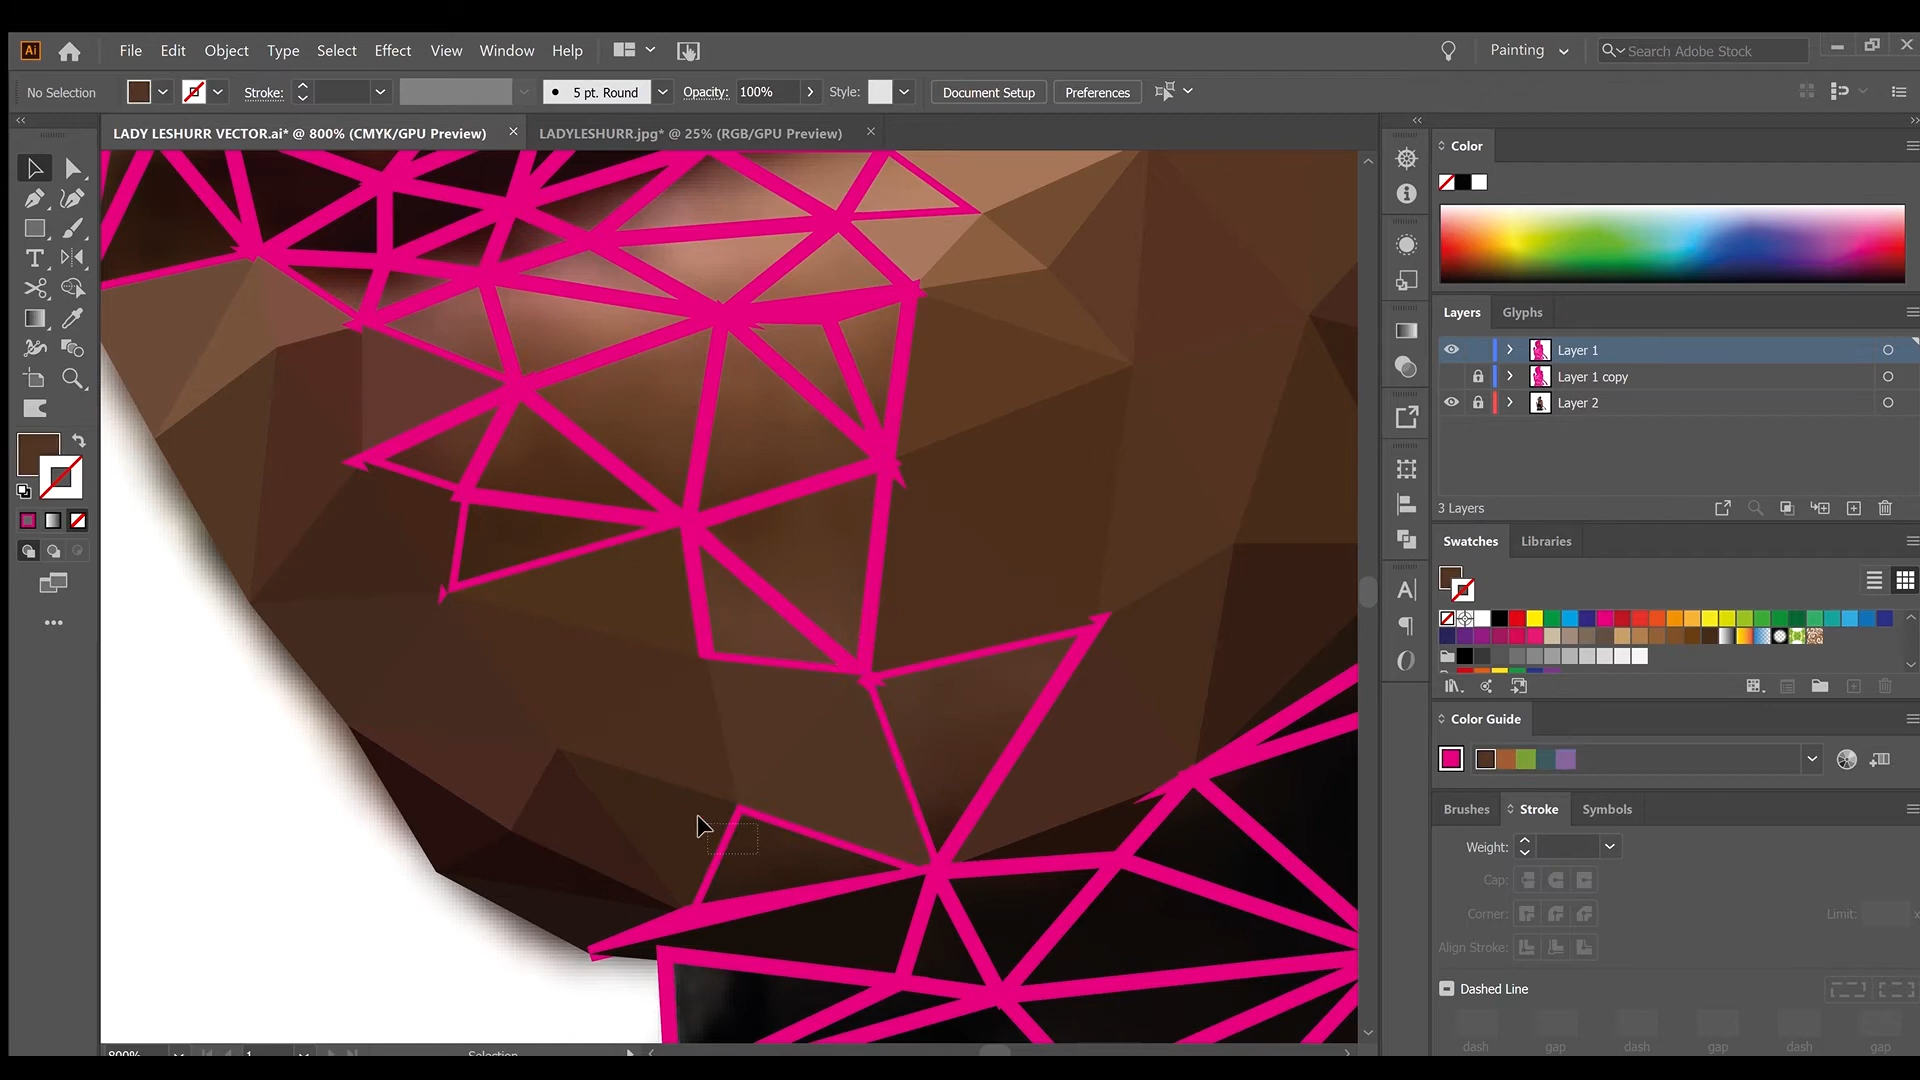 Ai File Edit Object Type Select Effect View Window Help Painting Search Adobe Stock
No Selection Stroke: 5 pt. Round Opacity: 100% Style: Document Setup Preferences
LADY LESHURR VECTOR.ai* @ 800% (CMYK/GPU Preview) LADYLESHURR.jpg* @ 25% (RGB/GPU Preview)
Color
Layers Glyphs
Layer 1
Layer 1 copy
Layer 2
3 Layers
Swatches Libraries
Color Guide
Brushes Stroke Symbols
Weight:
Cap:
Corner: Limit: x
Align Stroke:
Dashed Line
dash gap dash gap dash gap
800% 1 Selection